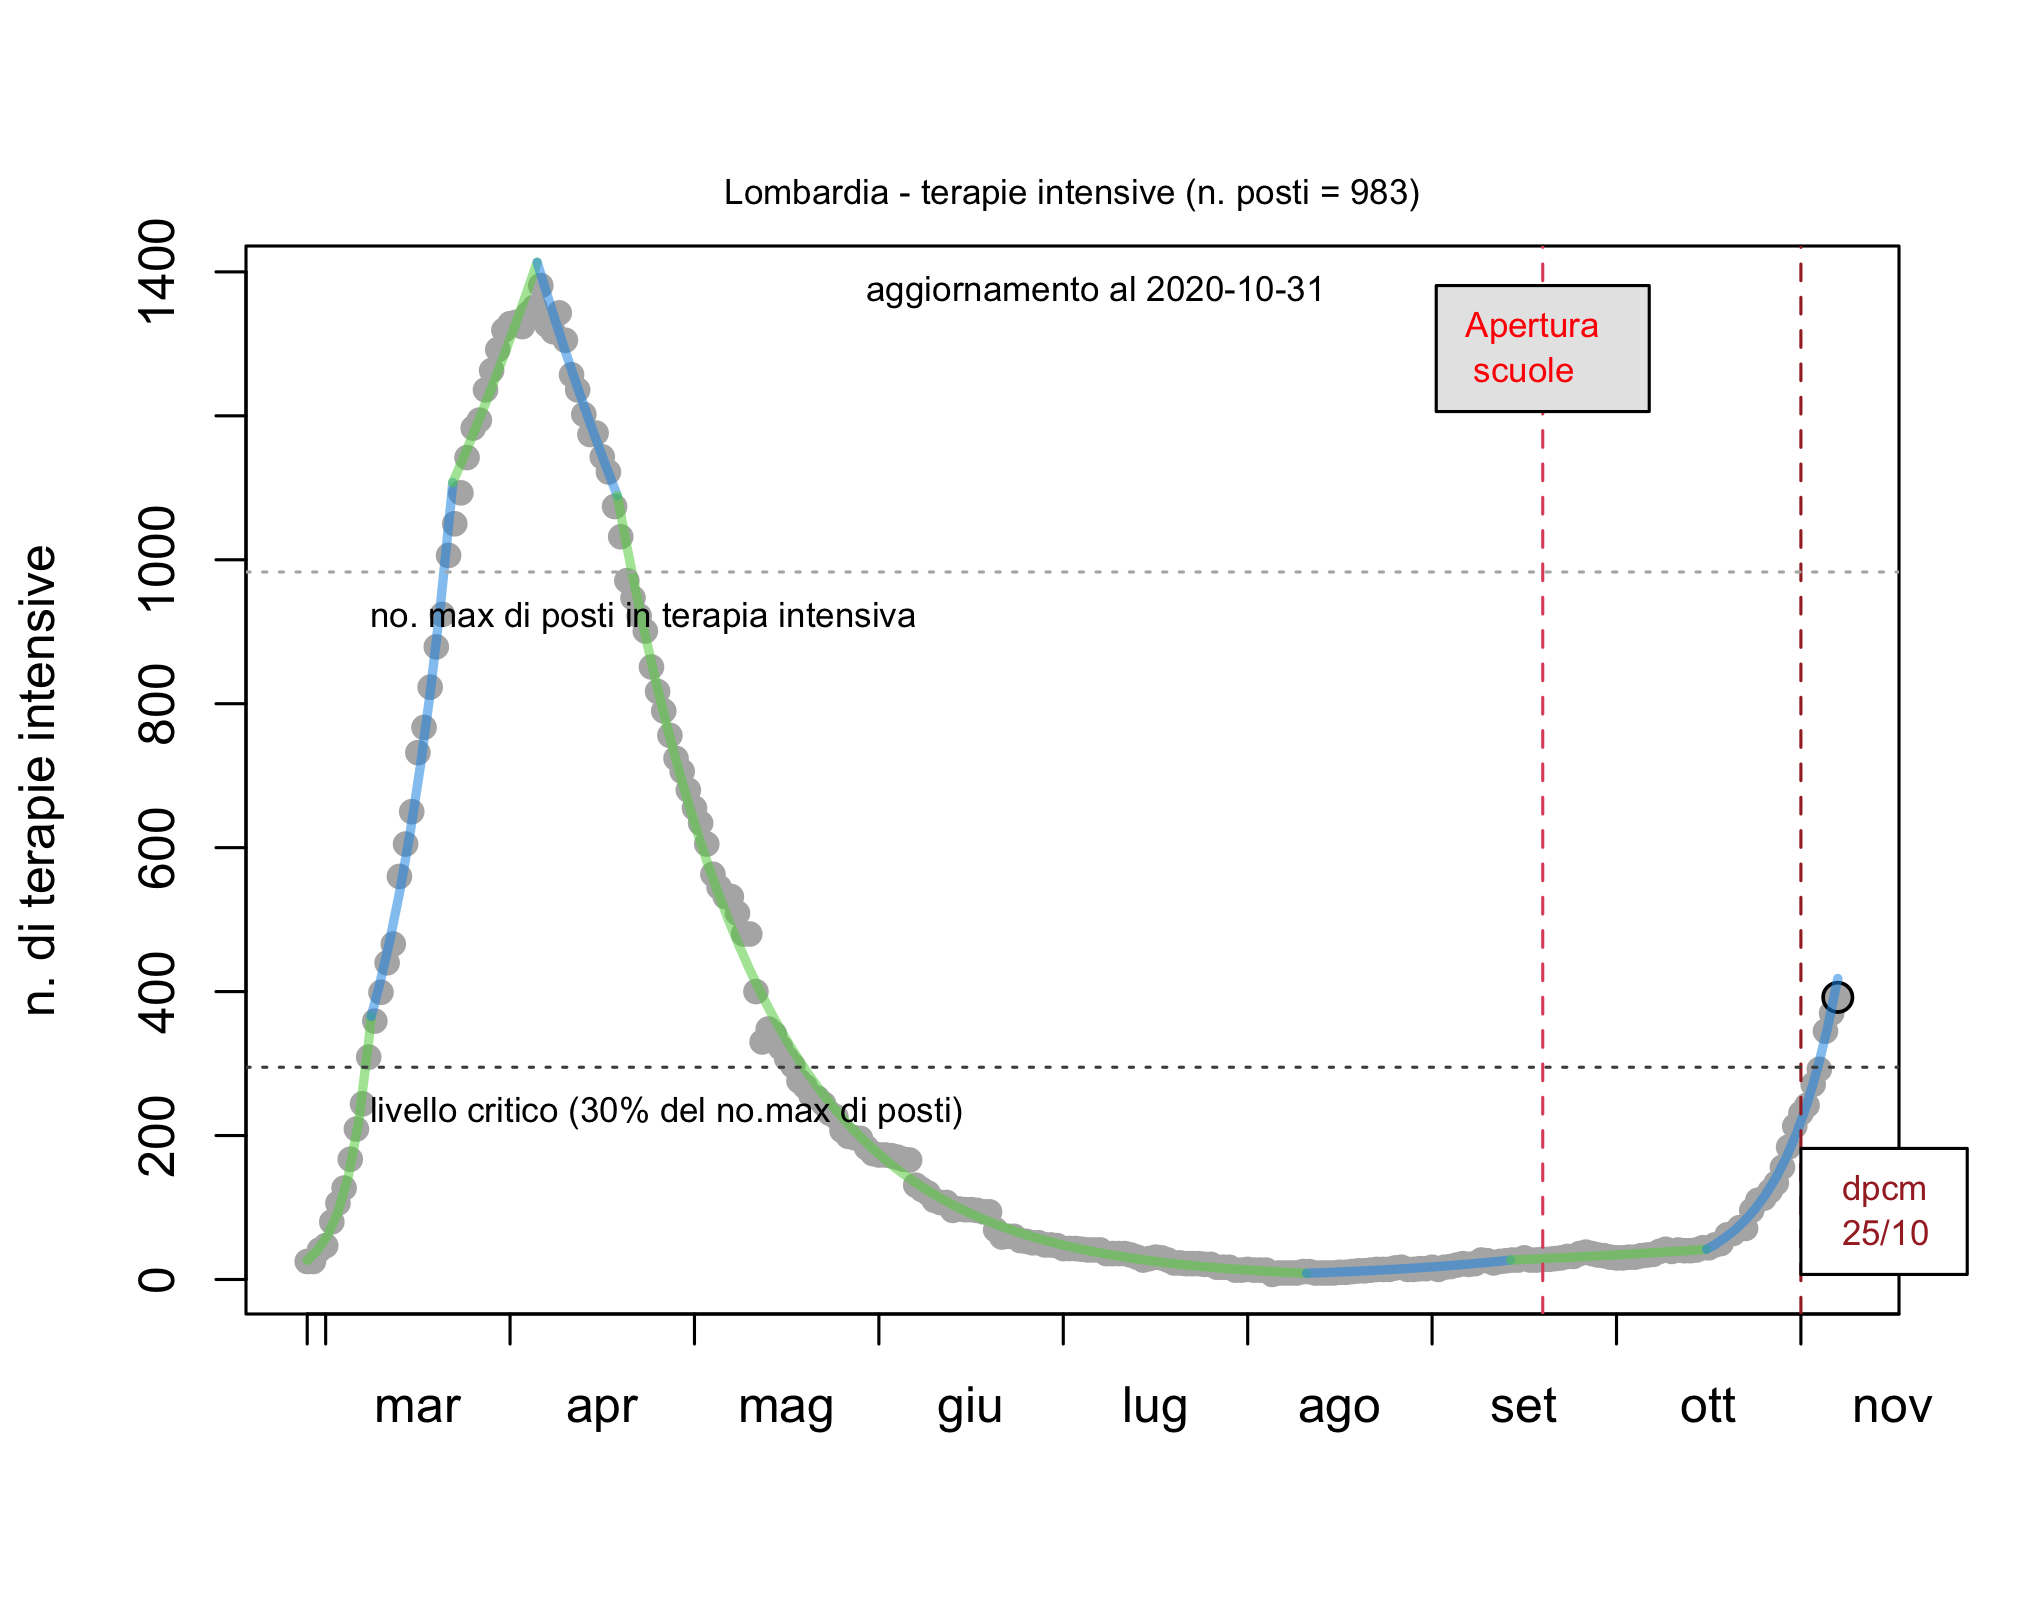 Lombardia - terapie intensive (n. posti = 983)
aggiornamento al 2020-10-31
Apertura
scuole
no. max di posti in terapia intensiva
livello critico (30% del no.max di posti)
dpcm
25/10
n. di terapie intensive
1400
1000
800
600
400
200
0
mar apr mag giu lug ago set ott nov